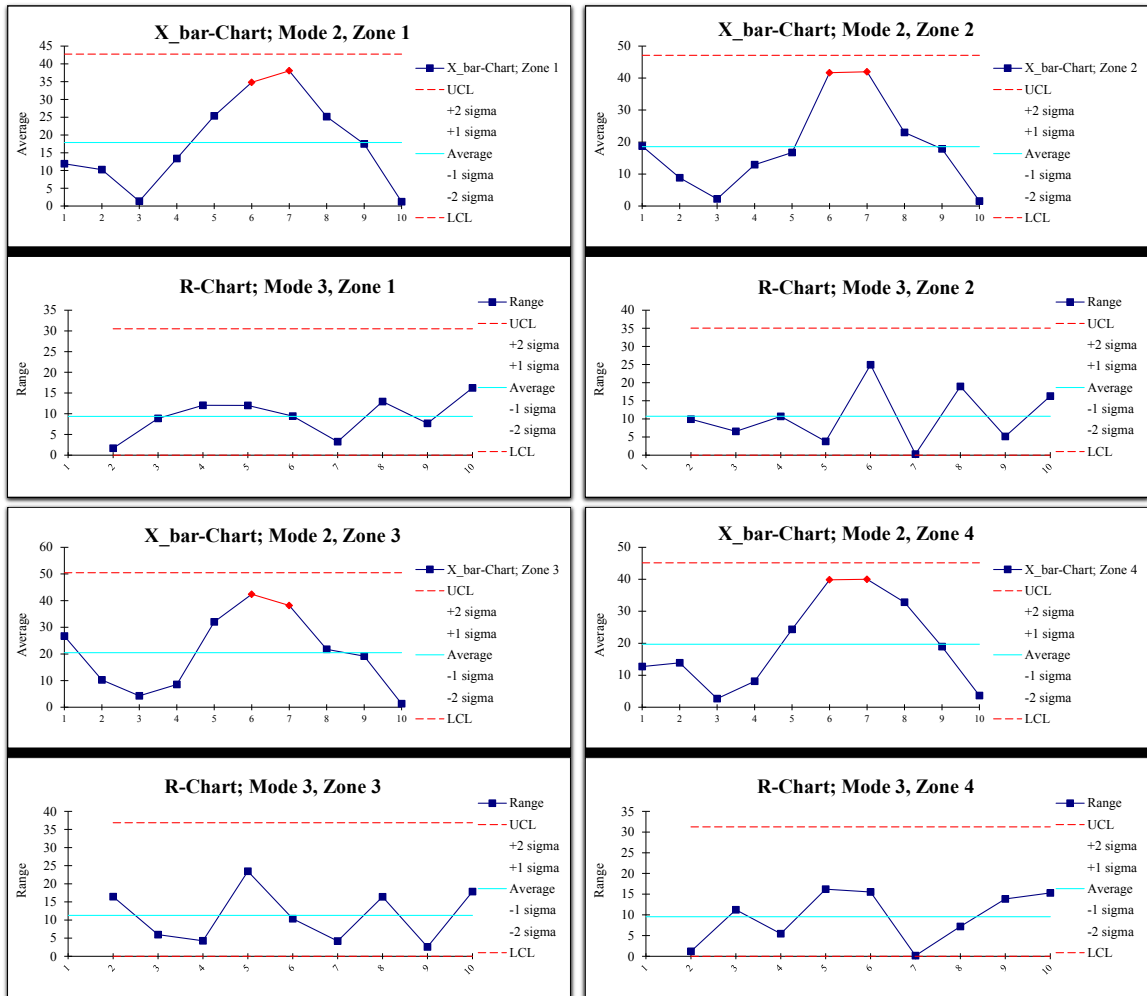 X_bar-Chart; Mode 2, Zone 1
45
40
35
30
25
20
15
10
5
0
Average
1 2 3 4 5 6 7 8 9 10
X_bar-Chart; Zone 1
UCL
+2 sigma
+1 sigma
Average
-1 sigma
-2 sigma
LCL
R-Chart; Mode 3, Zone 1
35
30
25
20
15
10
5
0
Range
1 2 3 4 5 6 7 8 9 10
Range
UCL
+2 sigma
+1 sigma
Average
-1 sigma
-2 sigma
LCL
X_bar-Chart; Mode 2, Zone 2
50
40
30
20
10
0
Average
1 2 3 4 5 6 7 8 9 10
X_bar-Chart; Zone 2
UCL
+2 sigma
+1 sigma
Average
-1 sigma
-2 sigma
LCL
R-Chart; Mode 3, Zone 2
40
35
30
25
20
15
10
5
0
Range
1 2 3 4 5 6 7 8 9 10
Range
UCL
+2 sigma
+1 sigma
Average
-1 sigma
-2 sigma
LCL
X_bar-Chart; Mode 2, Zone 3
60
50
40
30
20
10
0
Average
1 2 3 4 5 6 7 8 9 10
X_bar-Chart; Zone 3
UCL
+2 sigma
+1 sigma
Average
-1 sigma
-2 sigma
LCL
R-Chart; Mode 3, Zone 3
40
35
30
25
20
15
10
5
0
Range
1 2 3 4 5 6 7 8 9 10
Range
UCL
+2 sigma
+1 sigma
Average
-1 sigma
-2 sigma
LCL
X_bar-Chart; Mode 2, Zone 4
50
40
30
20
10
0
Average
1 2 3 4 5 6 7 8 9 10
X_bar-Chart; Zone 4
UCL
+2 sigma
+1 sigma
Average
-1 sigma
-2 sigma
LCL
R-Chart; Mode 3, Zone 4
35
30
25
20
15
10
5
0
Range
1 2 3 4 5 6 7 8 9 10
Range
UCL
+2 sigma
+1 sigma
Average
-1 sigma
-2 sigma
LCL